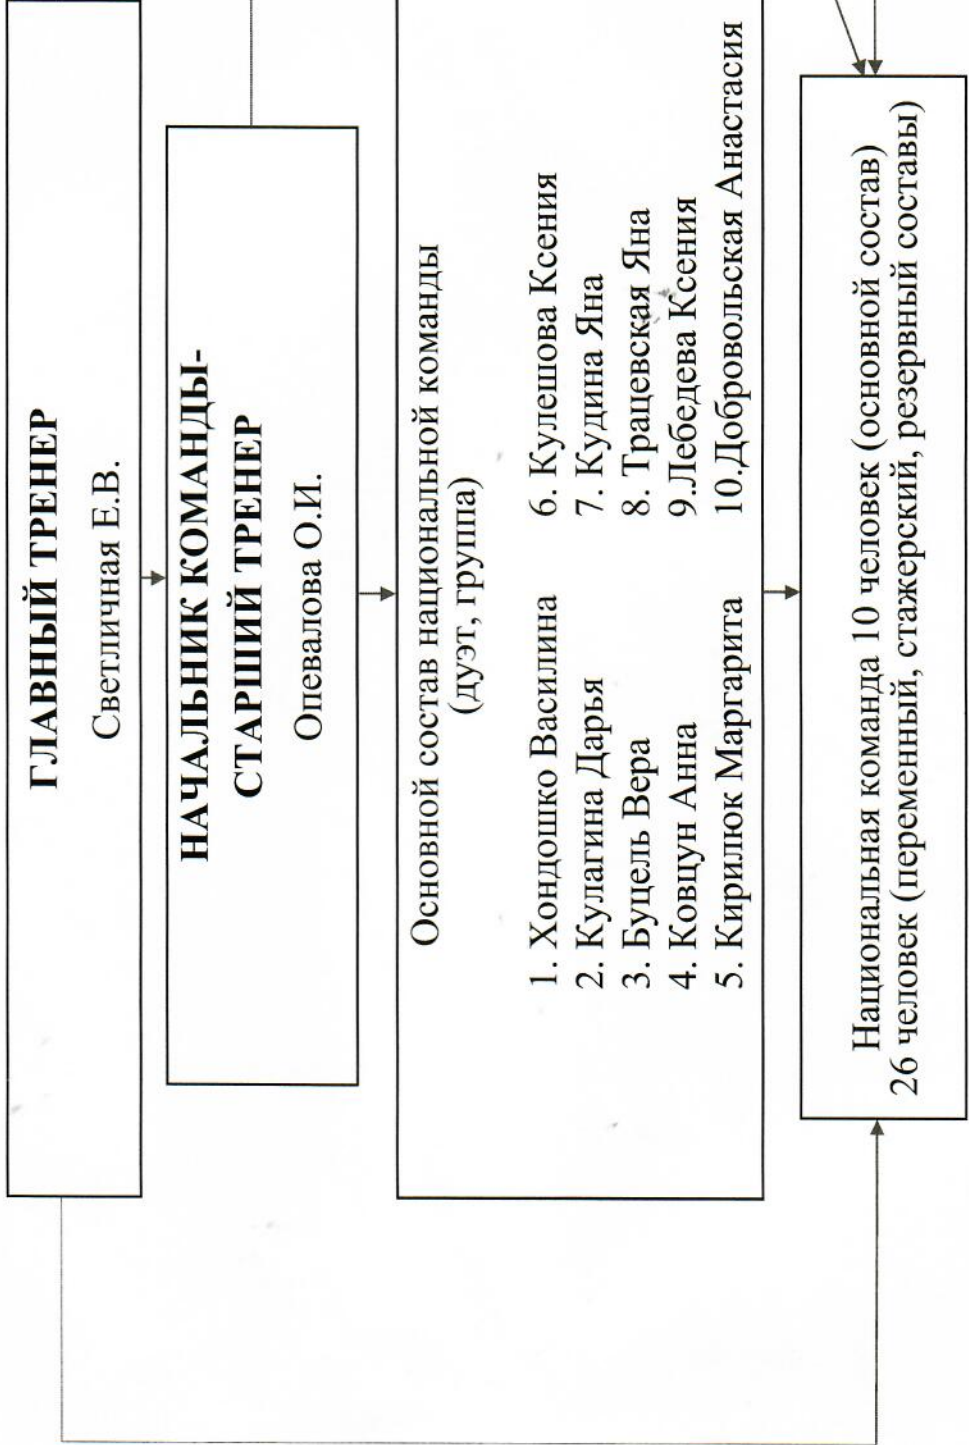 ГЛАВНЫЙ ТРЕНЕР
Светличная Е.В.
НАЧАЛЬНИК КОМАНДЫ-
СТАРШИЙ ТРЕНЕР
Опевалова О.И.
Основной состав национальной команды
(дуэт, группа)
1. Хондошко Василина
2. Кулагина Дарья
3. Буцель Вера
4. Ковцун Анна
5. Кирилюк Маргарита
6. Кулешова Ксения
7. Кудина Яна
8. Трацевская Яна
9.Лебедева Ксения
10.Добровольская Анастасия
Национальная команда 10 человек (основной состав)
26 человек (переменный, стажерский, резервный составы)